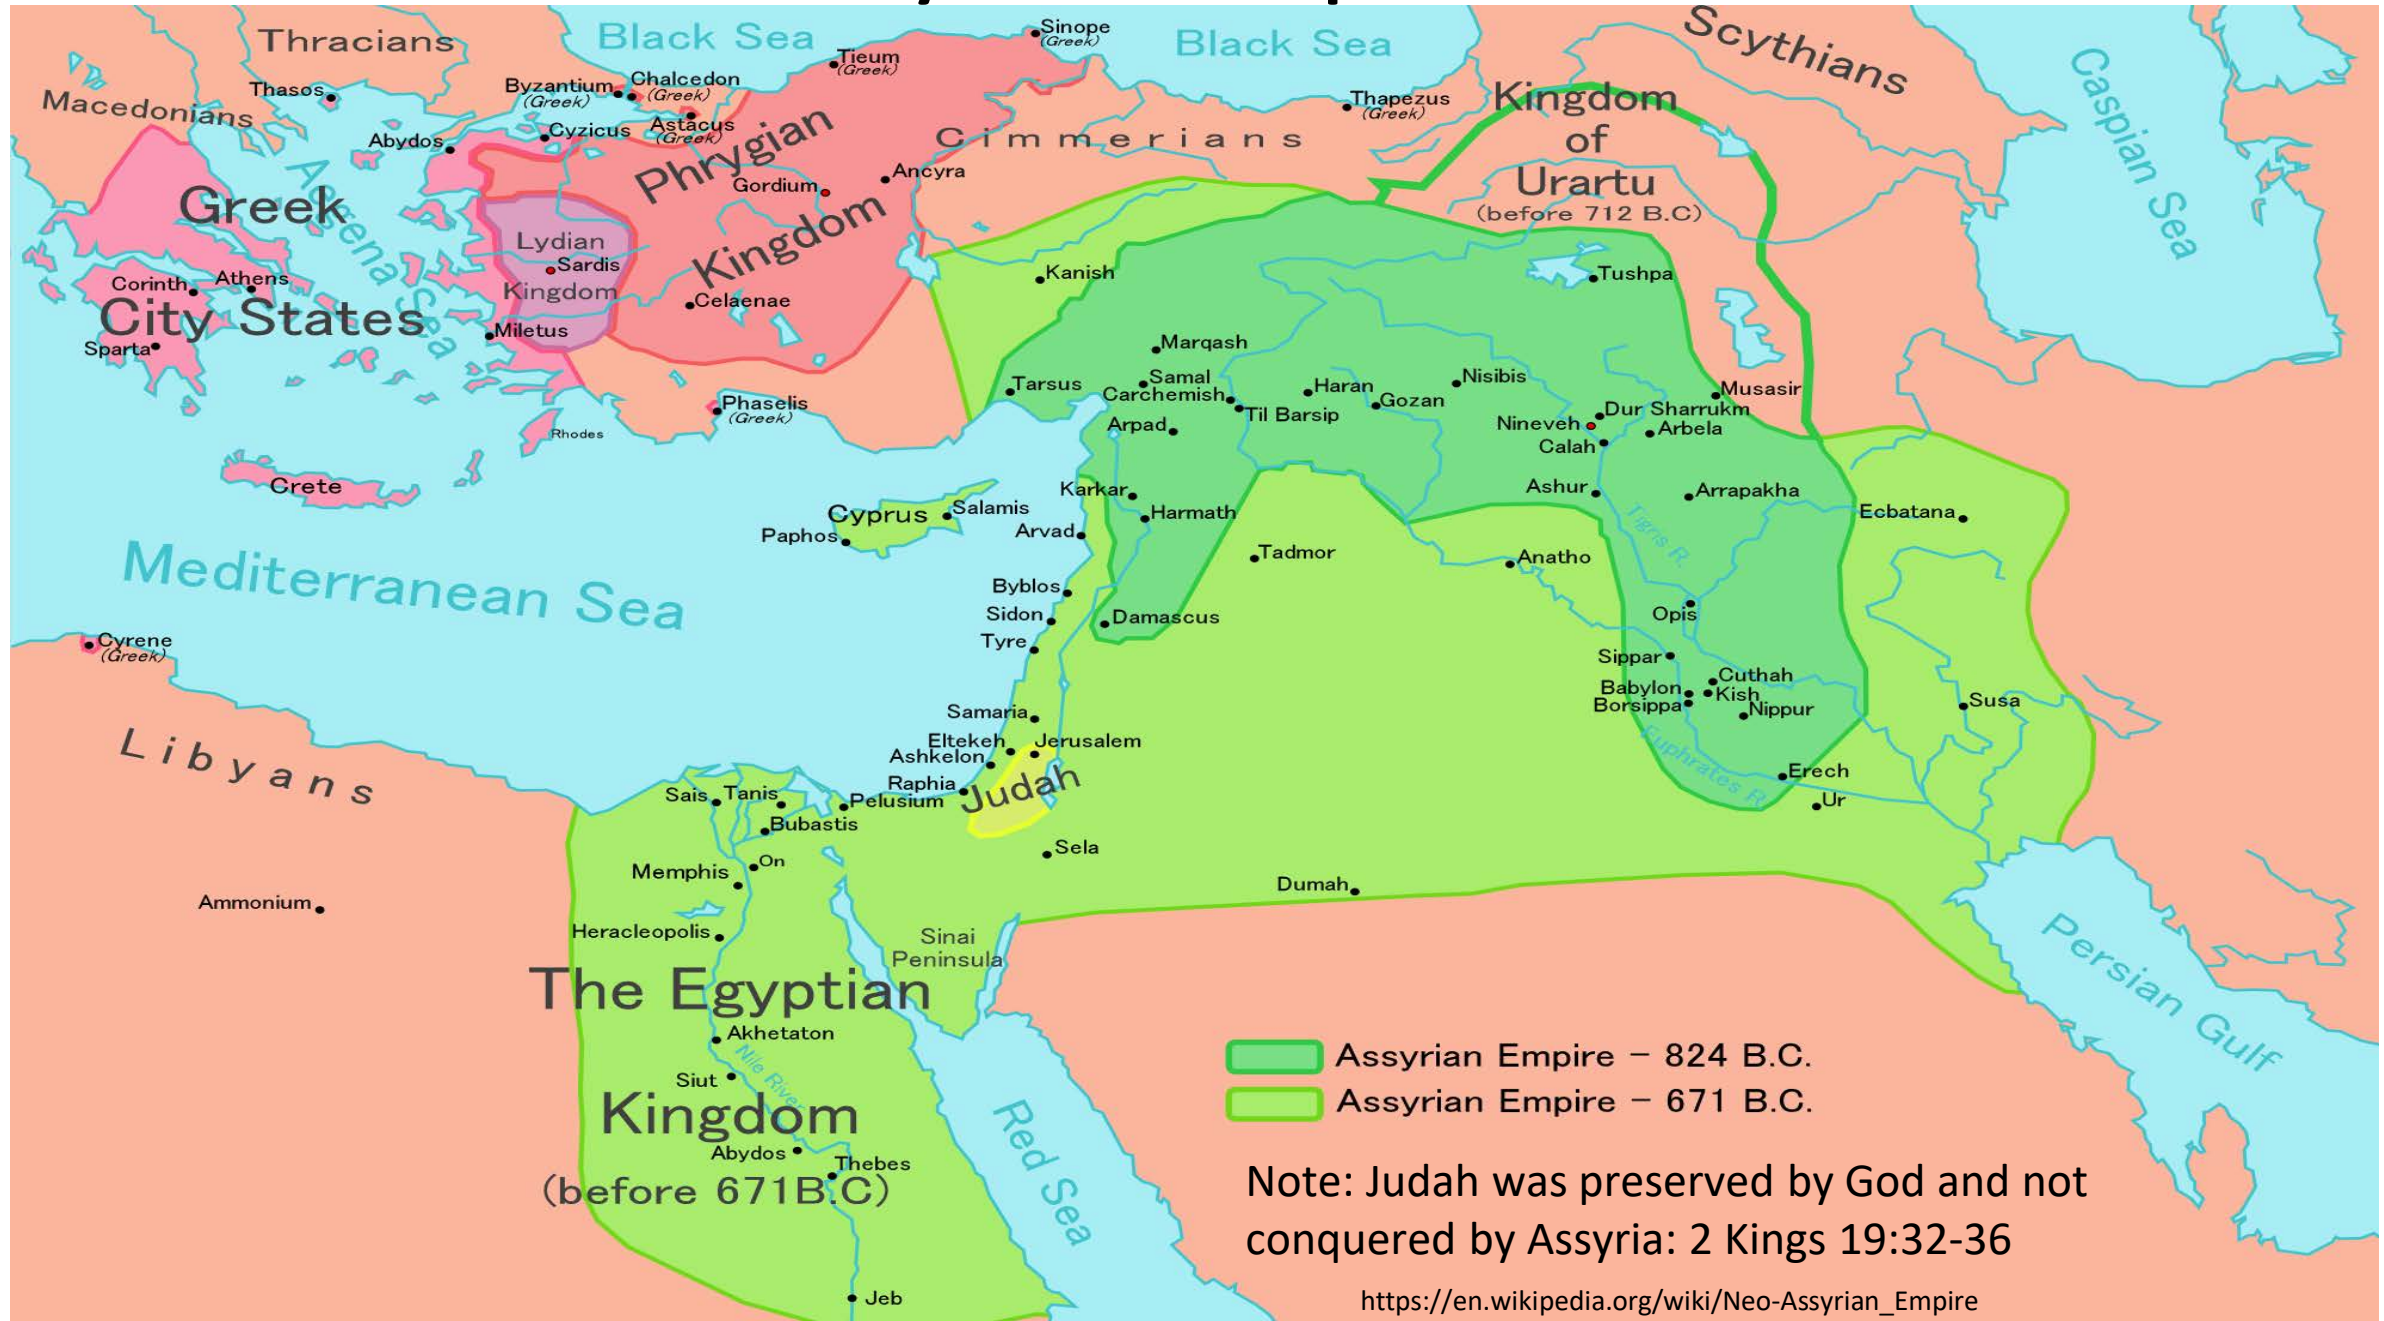 Thracians
Black Sea
Sinope
(Greek)
Black Sea
Scythians
Tieum
(Greek)
Caspian Sea
Thasos
Byzantium
(Greek)
Chalcedon
(Greek)
Thapezus
(Greek)
Kingdom
of
Urartu
(before 712 B.C)
Macedonians
Abydos
Cyzicus
Astacus
(Greek)
Cimmerians
Phrygian
Kingdom
Gordium
Ancyra
Aegena Sea
Greek
City States
Lydian
Kingdom
Sardis
Corinth
Athens
Celaenae
Kanish
Tushpa
Miletus
Sparta
Marqash
Tarsus
Samal
Carchemish
Til Barsip
Haran
Gozan
Nisibis
Musasir
Phaselis
(Greek)
Rhodes
Arpad
Nineveh
Dur Sharrukm
Arbela
Calah
Crete
Karkar
Ashur
Arrapakha
Cyprus
Salamis
Harmath
Ecbatana
Paphos
Arvad
Tigris R.
Tadmor
Anatho
Mediterranean Sea
Byblos
Sidon
Damascus
Opis
Tyre
Cyrene
(Greek)
Sippar
Cuthah
Babylon
Kish
Borsippa
Nippur
Susa
Samaria
Eltekeh
Jerusalem
Ashkelon
Euphrates R.
Libyans
Raphia
Judah
Erech
Ur
Sais
Tanis
Pelusium
Bubastis
Sela
On
Memphis
Dumah
Ammonium
Heracleopolis
Sinai
Peninsula
Persian Gulf
The Egyptian
Kingdom
(before 671B.C)
Akhetaton
Nile River
Siut
Abydos
Thebes
Red Sea
Jeb
Assyrian Empire – 824 B.C.
Assyrian Empire – 671 B.C.
Note: Judah was preserved by God and not
conquered by Assyria: 2 Kings 19:32-36
https://en.wikipedia.org/wiki/Neo-Assyrian_Empire